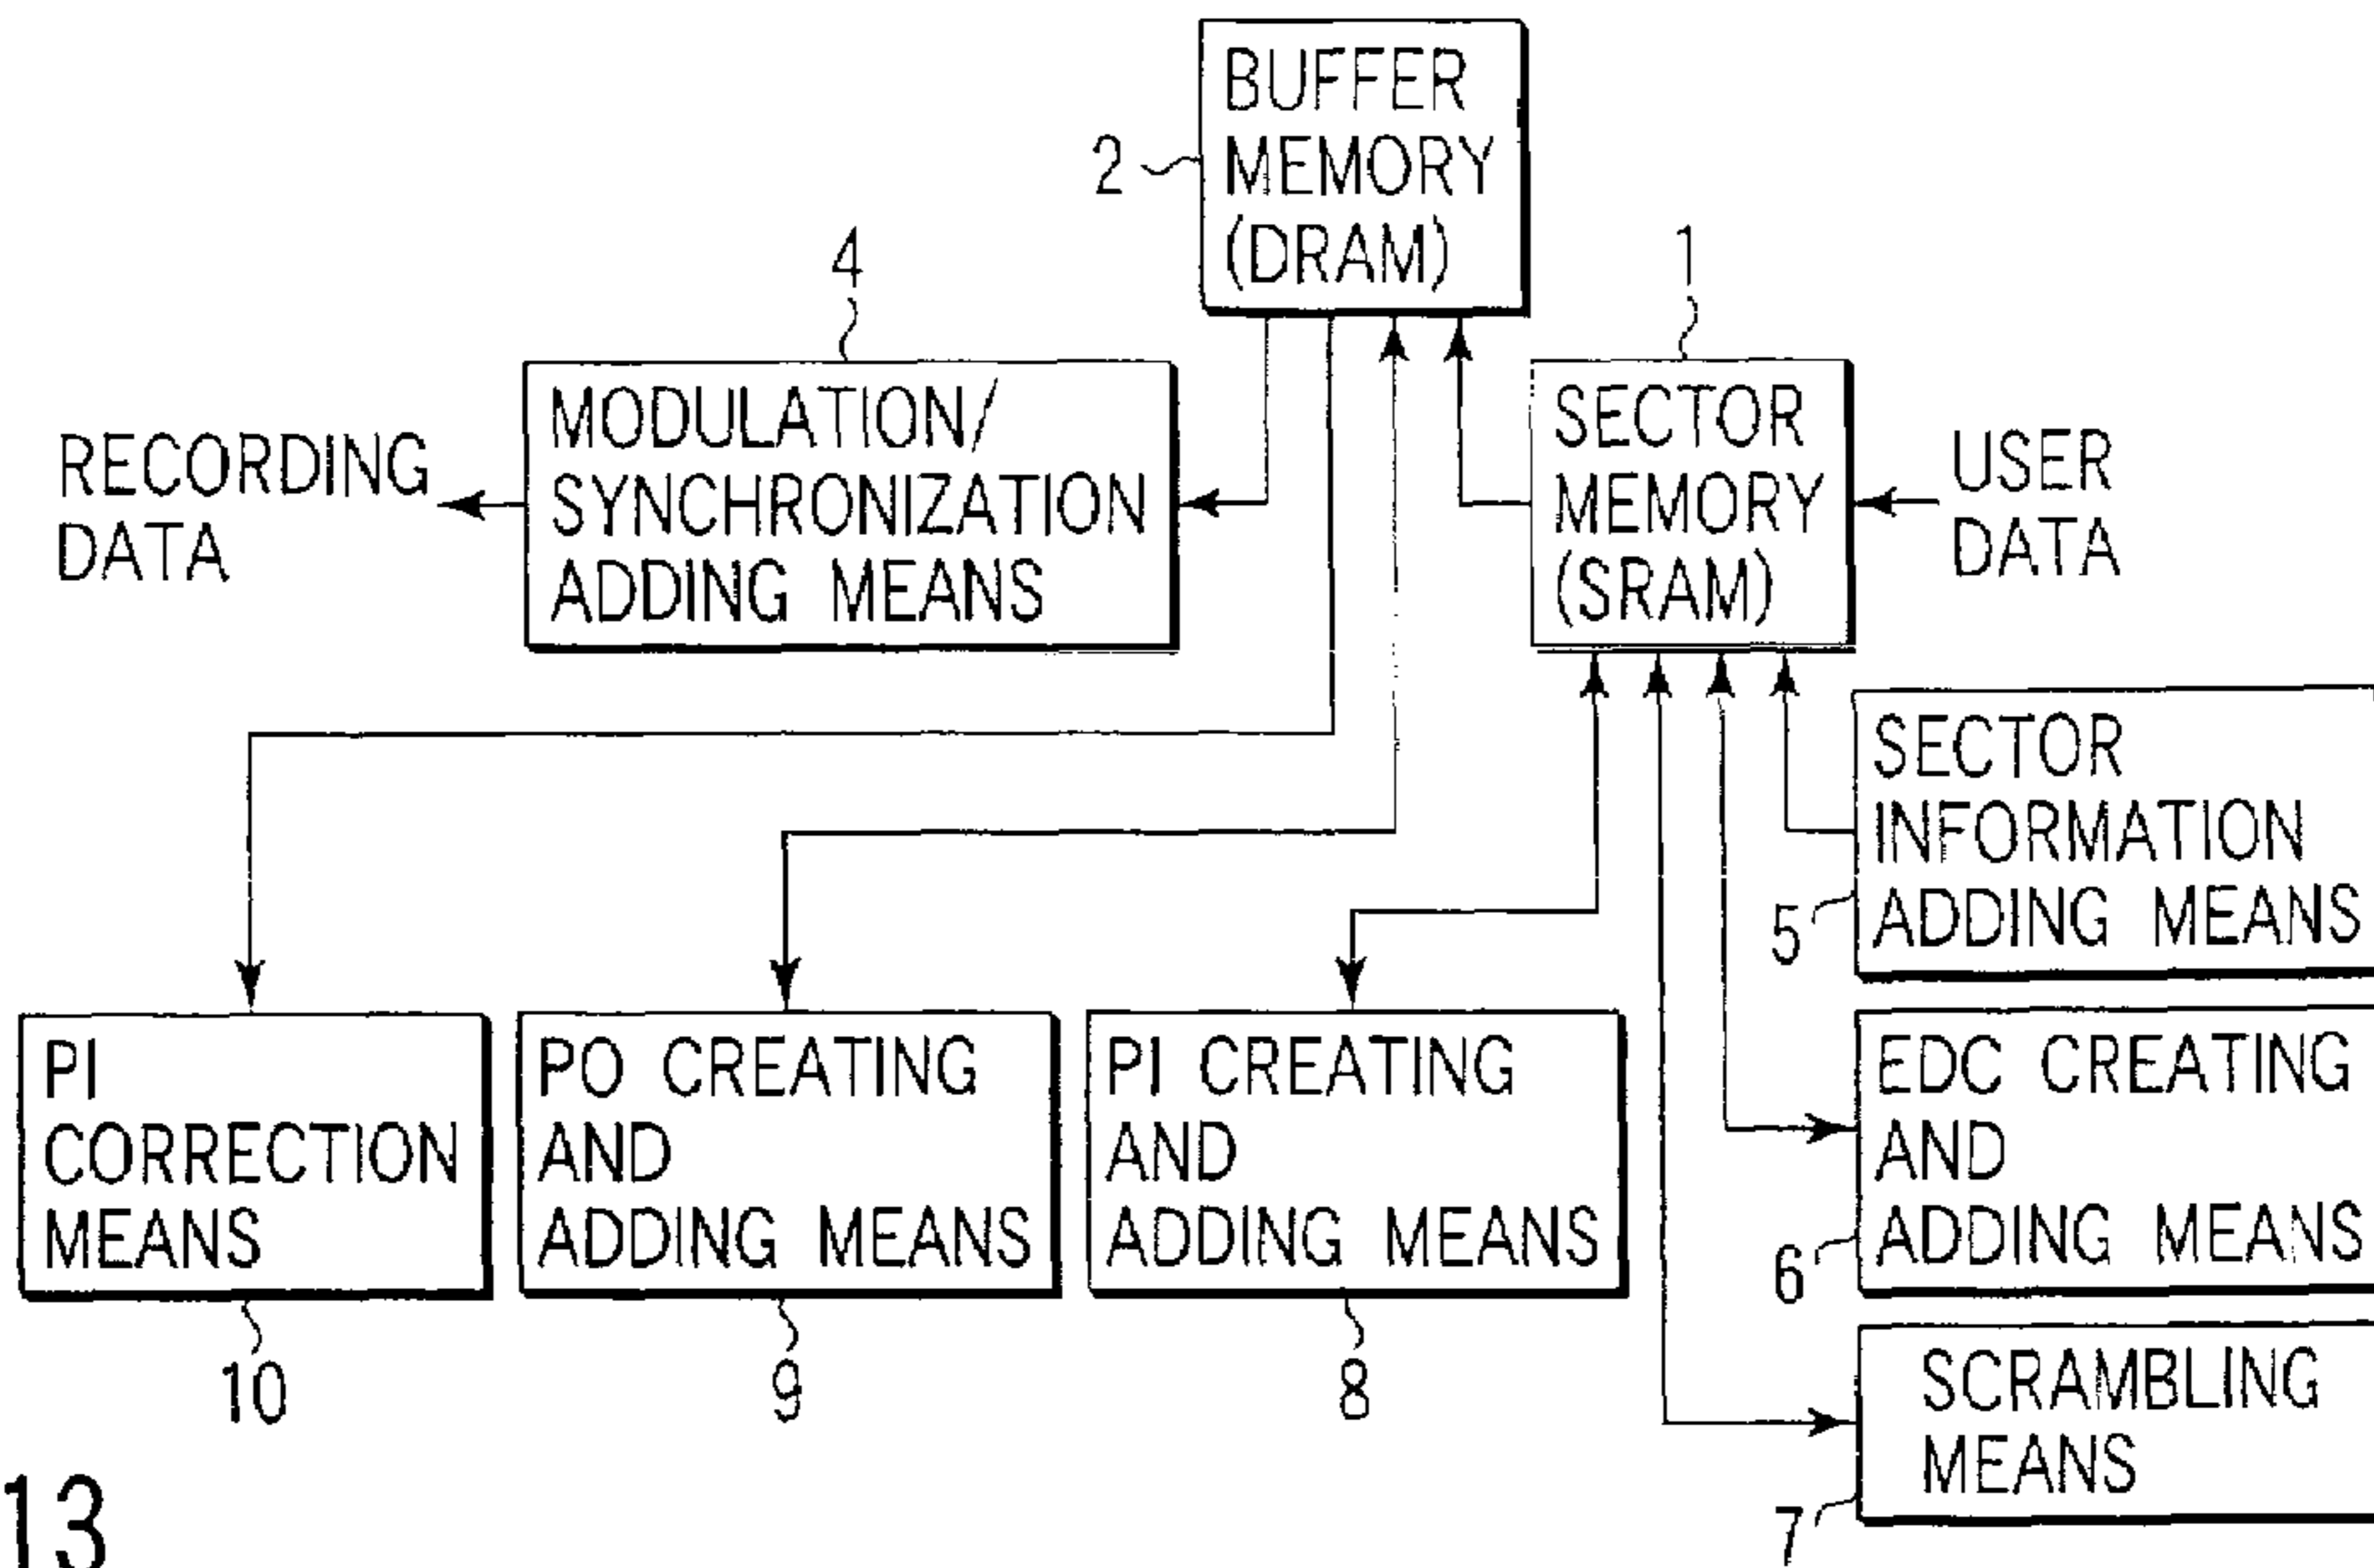 BUFFER
MEMORY
(DRAM)
2
4
1
MODULATION/
SYNCHRONIZATION
ADDING MEANS
SECTOR
MEMORY
(SRAM)
RECORDING
DATA
USER
DATA
SECTOR
INFORMATION
ADDING MEANS
5
PI
CORRECTION
MEANS
10
PO CREATING
AND
ADDING MEANS
9
PI CREATING
AND
ADDING MEANS
8
EDC CREATING
AND
ADDING MEANS
6
SCRAMBLING
MEANS
7
13